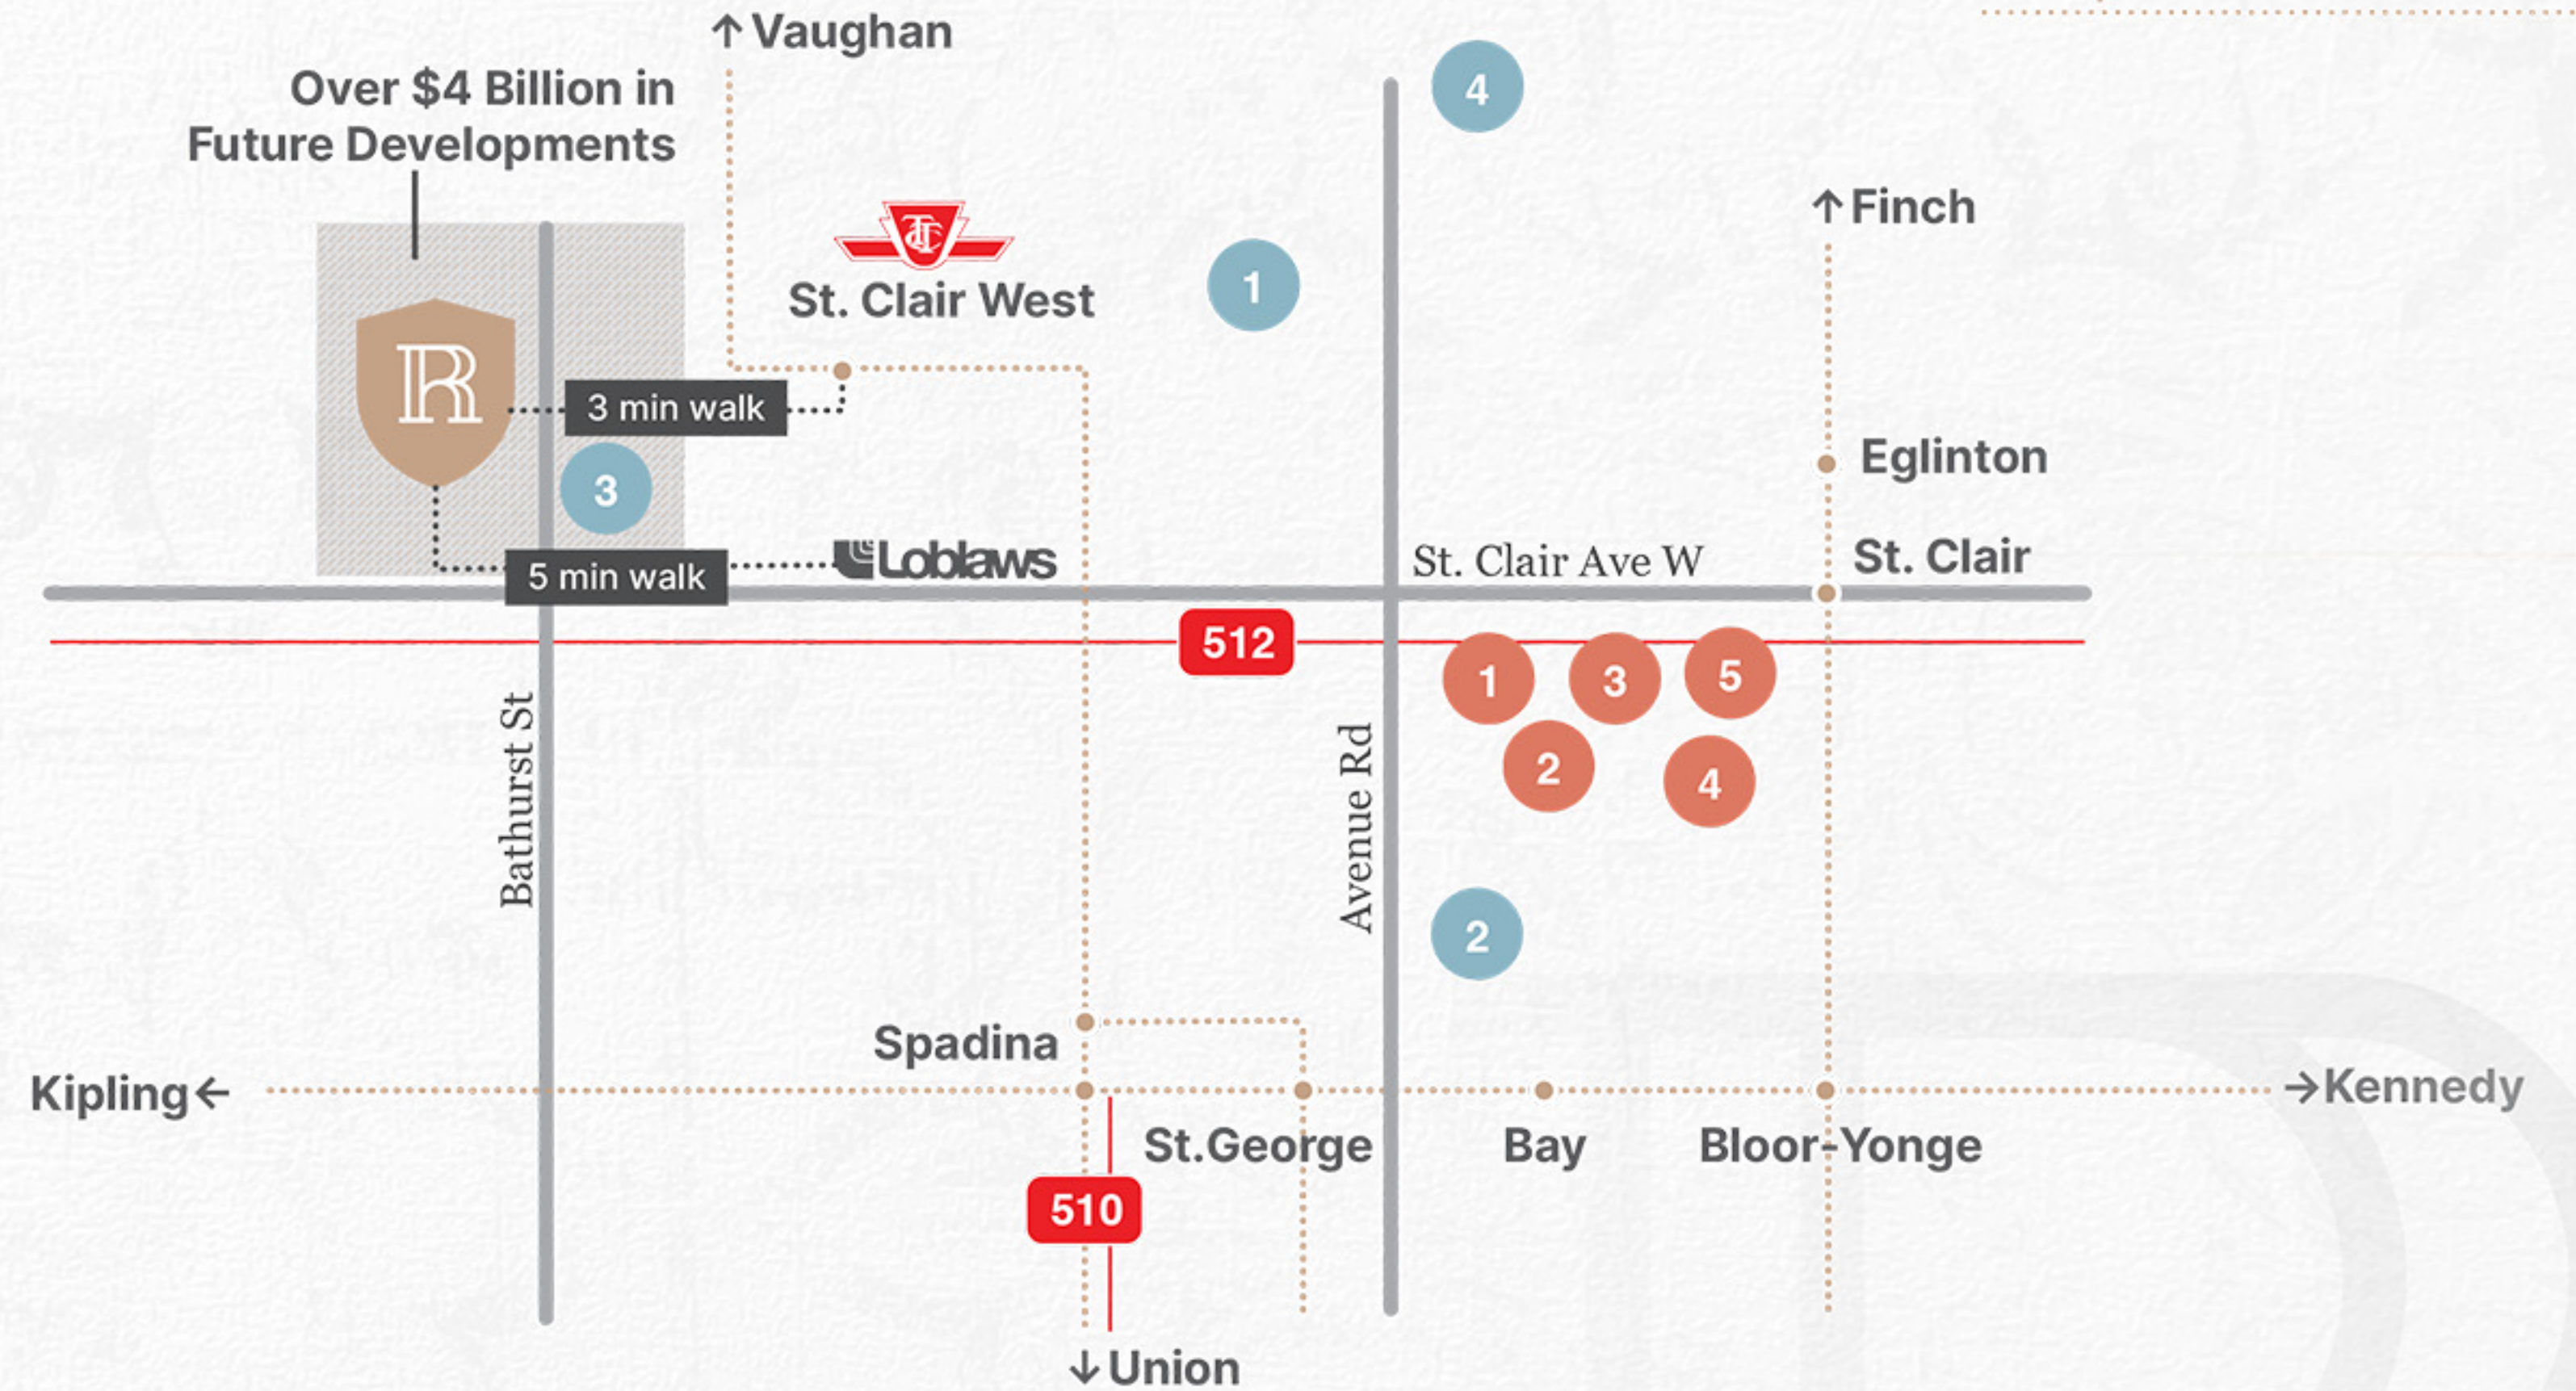 ↑Vaughan
Over $4 Billion in
Future Developments
4
↑Finch
TTC
St. Clair West
1
R
3 min walk
Eglinton
3
Loblaws
St. Clair Ave W
St. Clair
5 min walk
512
1
3
5
2
4
Bathurst St
Avenue Rd
2
Spadina
Kipling←
→Kennedy
St.George
Bay
Bloor-Yonge
510
↓Union